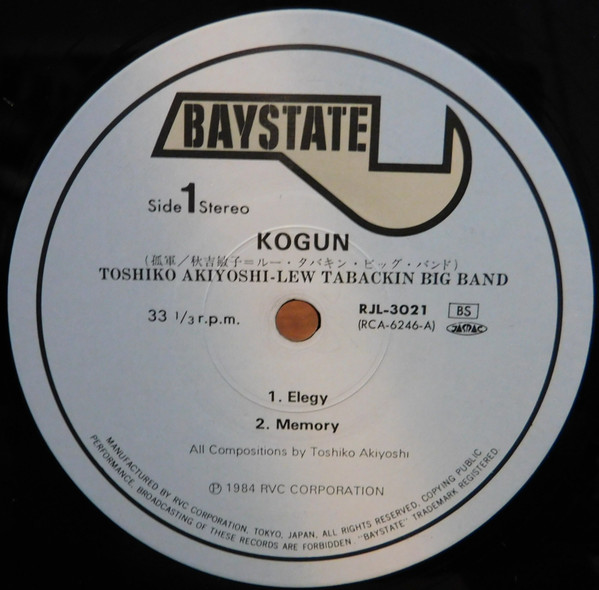 BAYSTATE
Side 1 Stereo
KOGUN
(孤軍／秋吉敏子＝ルー・タバキン・ビッグ・バンド)
TOSHIKO AKIYOSHI-LEW TABACKIN BIG BAND
33 1/3 r.p.m.
RJL-3021 BS
(RCA-6246-A) JASRAC
1. Elegy
2. Memory
All Compositions by Toshiko Akiyoshi
Ⓟ 1984 RVC CORPORATION
MANUFACTURED BY RVC CORPORATION, TOKYO, JAPAN, ALL RIGHTS RESERVED, COPYING PUBLIC
PERFORMANCE, BROADCASTING OF THESE RECORDS ARE FORBIDDEN. "BAYSTATE" TRADEMARK REGISTERED